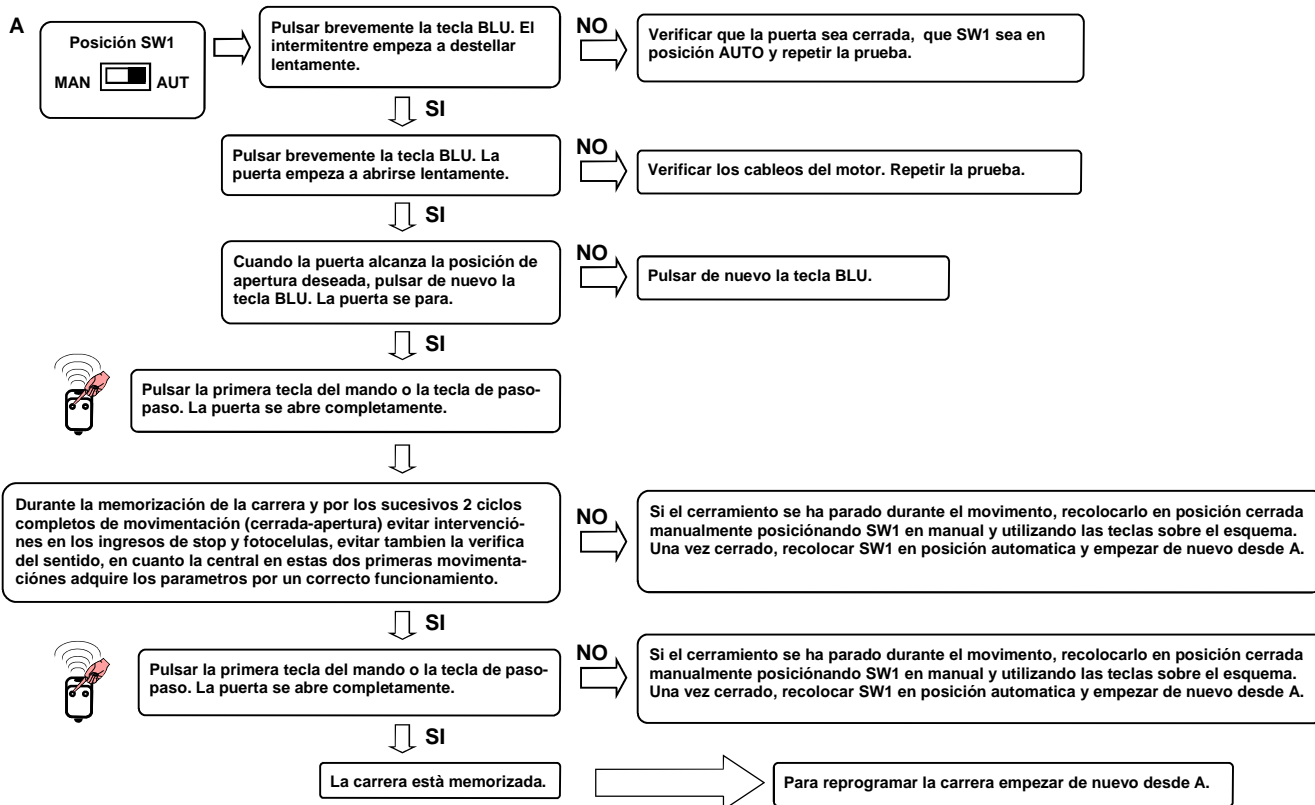 A
Posición SW1
MAN AUT
Pulsar brevemente la tecla BLU. El
intermitentre empeza a destellar
lentamente.
NO
Verificar que la puerta sea cerrada, que SW1 sea en
posición AUTO y repetir la prueba.
SI
Pulsar brevemente la tecla BLU. La
puerta empeza a abrirse lentamente.
NO
Verificar los cableos del motor. Repetir la prueba.
SI
Cuando la puerta alcanza la posición de
apertura deseada, pulsar de nuevo la
tecla BLU. La puerta se para.
NO
Pulsar de nuevo la tecla BLU.
SI
Pulsar la primera tecla del mando o la tecla de paso-
paso. La puerta se abre completamente.
Durante la memorización de la carrera y por los sucesivos 2 ciclos
completos de movimentación (cerrada-apertura) evitar intervenció-
nes en los ingresos de stop y fotocelulas, evitar tambien la verifica
del sentido, en cuanto la central en estas dos primeras movimenta-
ciónes adquire los parametros por un correcto funcionamiento.
NO
Si el cerramiento se ha parado durante el movimento, recolocarlo en posición cerrada
manualmente posiciónando SW1 en manual y utilizando las teclas sobre el esquema.
Una vez cerrado, recolocar SW1 en posición automatica y empezar de nuevo desde A.
SI
Pulsar la primera tecla del mando o la tecla de paso-
paso. La puerta se abre completamente.
NO
Si el cerramiento se ha parado durante el movimento, recolocarlo en posición cerrada
manualmente posiciónando SW1 en manual y utilizando las teclas sobre el esquema.
Una vez cerrado, recolocar SW1 en posición automatica y empezar de nuevo desde A.
SI
La carrera està memorizada.
Para reprogramar la carrera empezar de nuevo desde A.